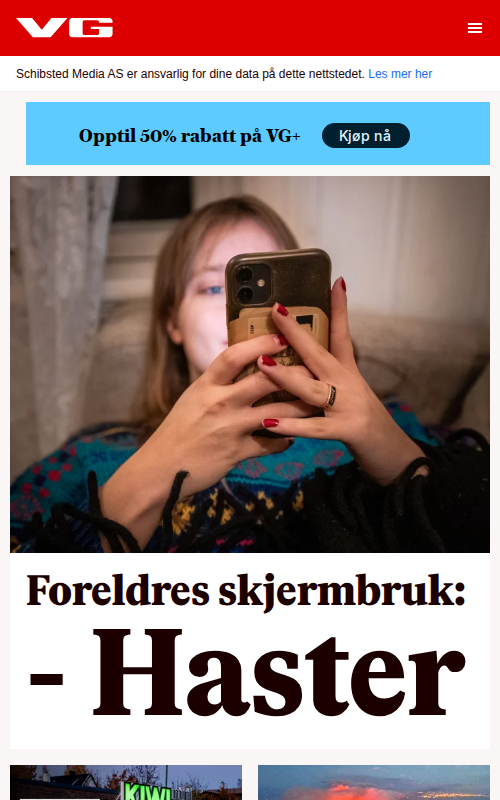 VG
Schibsted Media AS er ansvarlig for dine data på dette nettstedet. Les mer her
Opptil 50% rabatt på VG+ Kjøp nå
Foreldres skjermbruk:
- Haster
KIWI